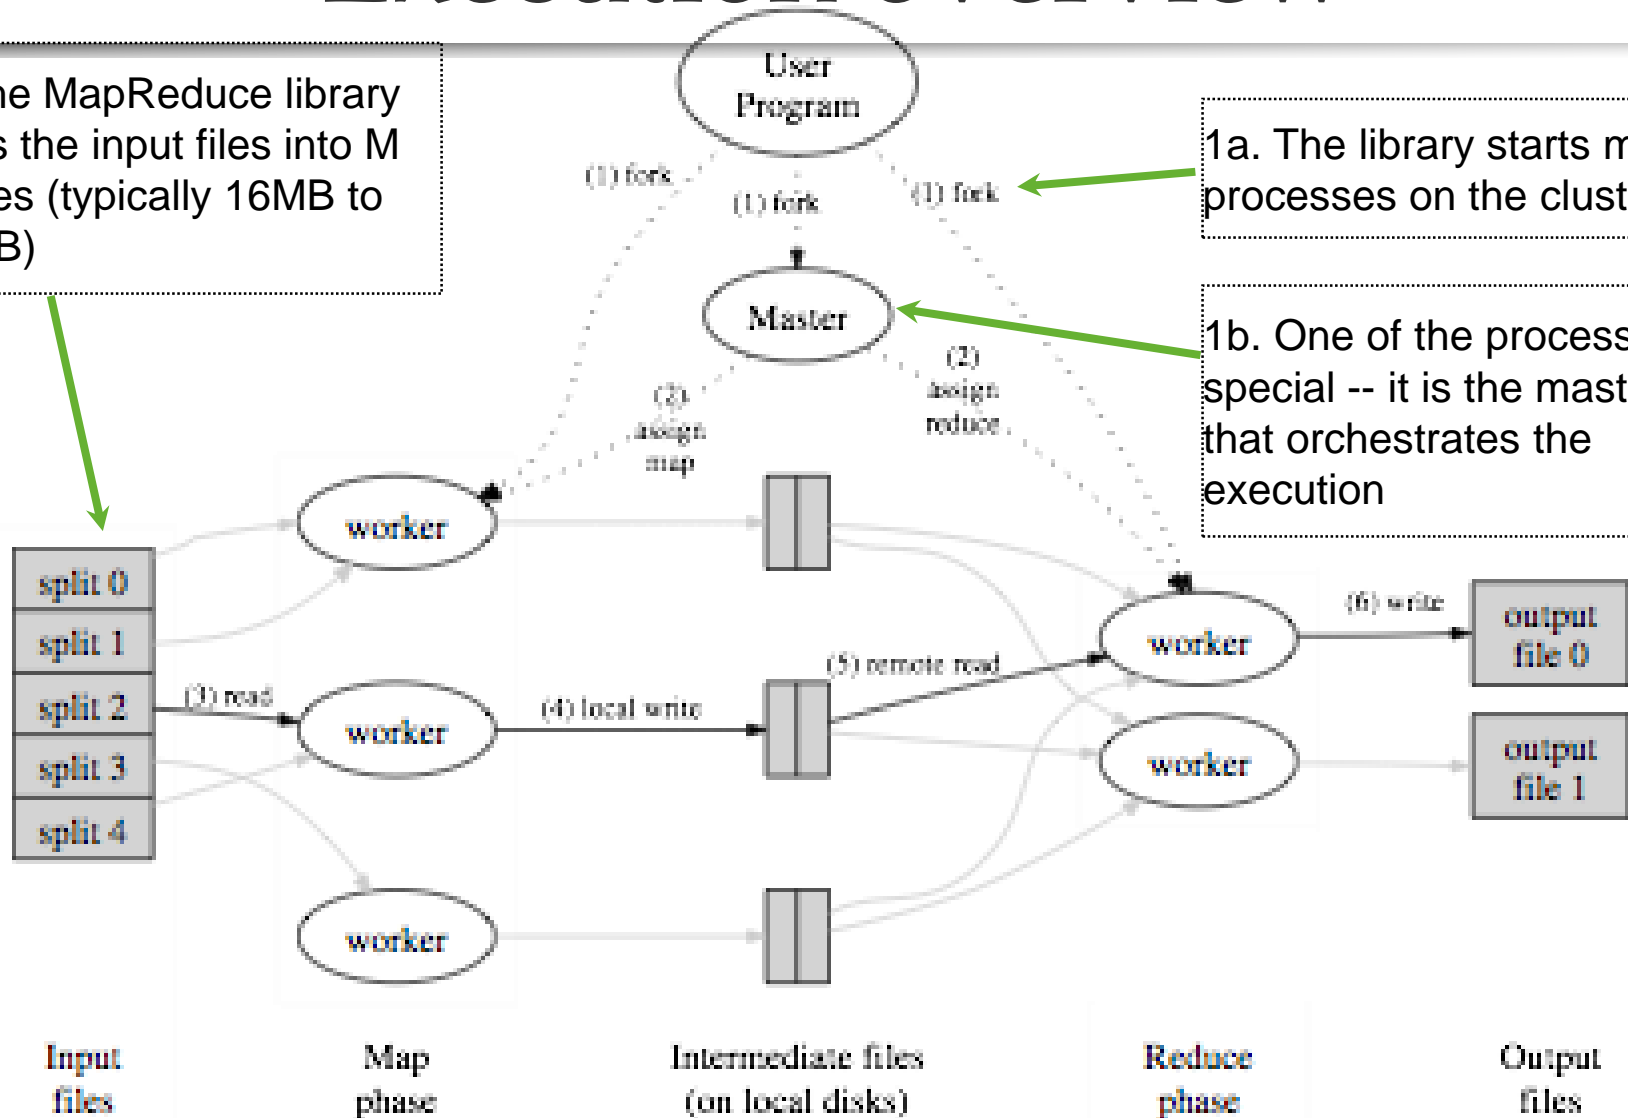 Execution overview
User
Program
he MapReduce library
s the input files into M
es (typically 16MB to
B)
1a. The library starts m
processes on the clust
(1) fork
(1) fork
(1) fork
Master
1b. One of the process
special -- it is the mast
that orchestrates the
execution
(2)
assign
map
(2)
assign
reduce
worker
split 0
split 1
split 2
split 3
split 4
(3) read
worker
(4) local write
(5) remote read
worker
(6) write
output
file 0
worker
output
file 1
worker
Input
files
Map
phase
Intermediate files
(on local disks)
Reduce
phase
Output
files